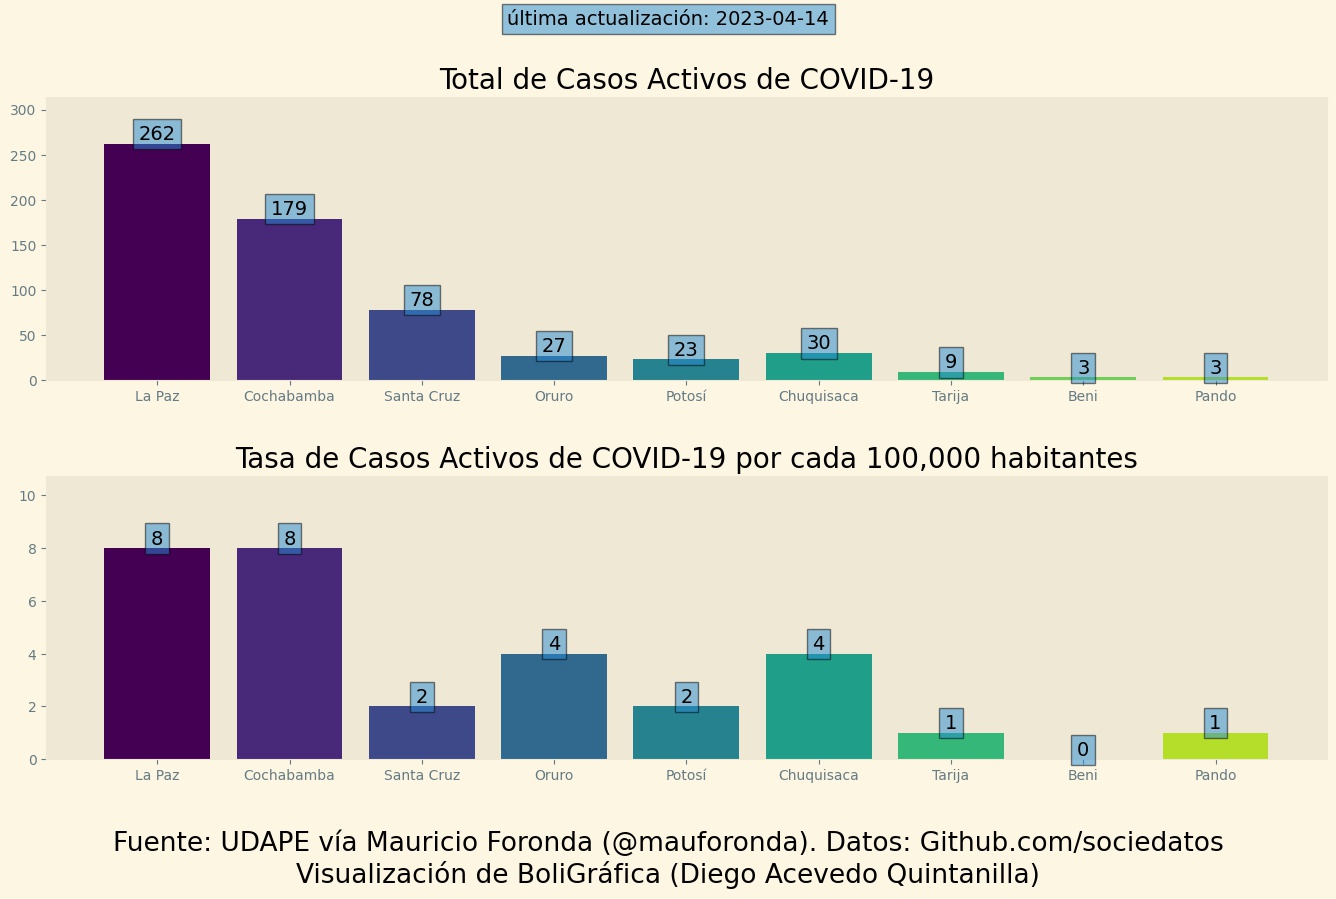 última actualización: 2023-04-14
Total de Casos Activos de COVID-19
300
250
200
150
100
50
0
262
179
78
27
23
30
9
3
3
La Paz
Cochabamba
Santa Cruz
Oruro
Potosí
Chuquisaca
Tarija
Beni
Pando
Tasa de Casos Activos de COVID-19 por cada 100,000 habitantes
10
8
6
4
2
0
8
8
2
4
2
4
1
0
1
La Paz
Cochabamba
Santa Cruz
Oruro
Potosí
Chuquisaca
Tarija
Beni
Pando
Fuente: UDAPE vía Mauricio Foronda (@mauforonda). Datos: Github.com/sociedatos
Visualización de BoliGráfica (Diego Acevedo Quintanilla)